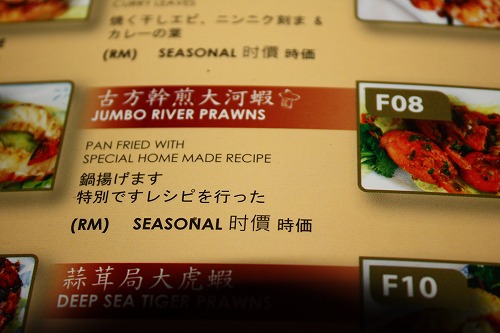 CURRY LEAVES
焼く干しエビ、ニンニク刻ま &
カレーの葉
(RM) SEASONAL 时價 時価
古方幹煎大河蝦
JUMBO RIVER PRAWNS
F08
PAN FRIED WITH
SPECIAL HOME MADE RECIPE
鍋揚げます
特別ですレシピを行った
(RM) SEASONAL 时價 時価
蒜茸局大虎蝦
DEEP SEA TIGER PRAWNS
F10